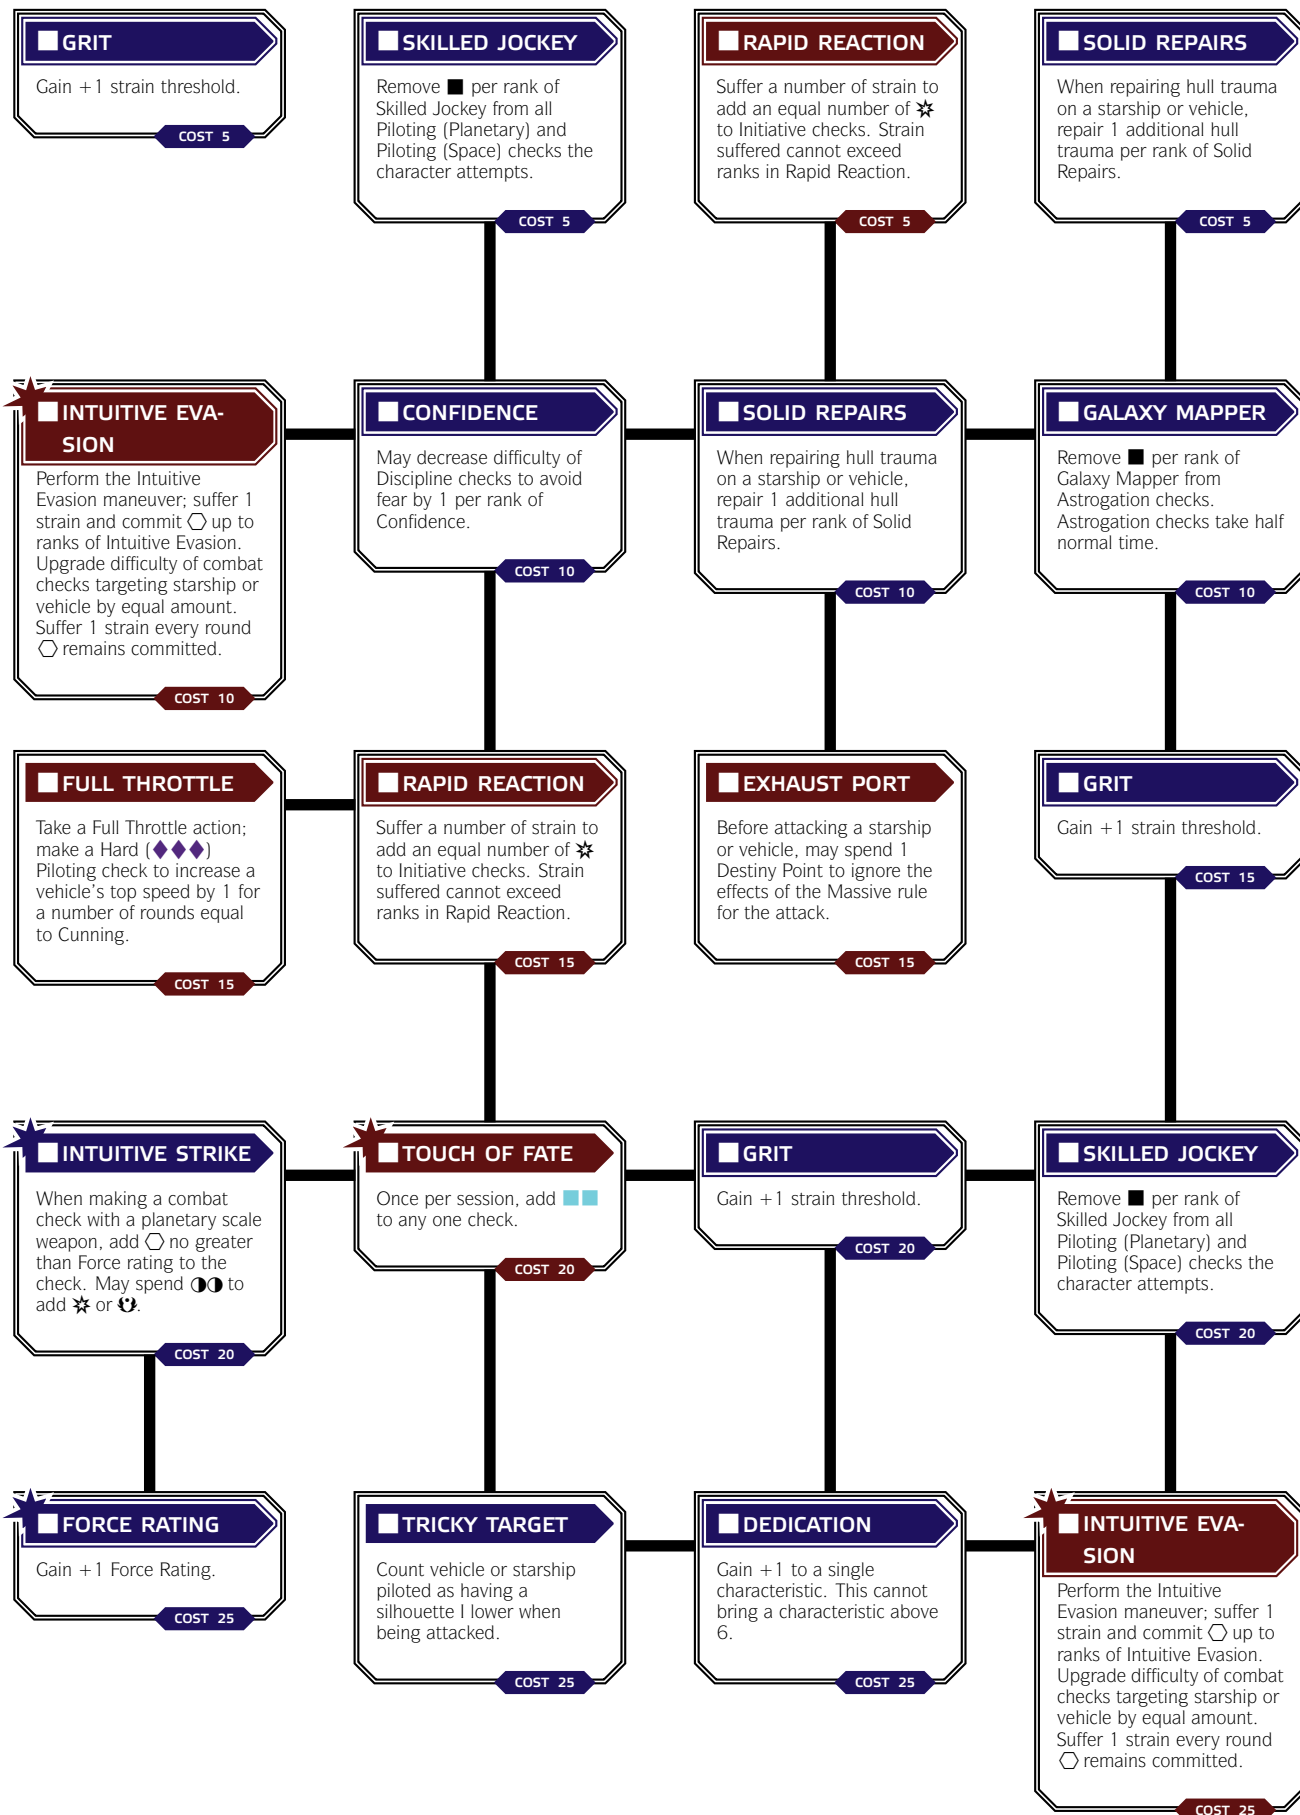 GRIT
Gain +1 strain threshold.
COST 5
SKILLED JOCKEY
Remove ■ per rank of
Skilled Jockey from all
Piloting (Planetary) and
Piloting (Space) checks the
character attempts.
COST 5
RAPID REACTION
Suffer a number of strain to
add an equal number of
to Initiative checks. Strain
suffered cannot exceed
ranks in Rapid Reaction.
COST 5
SOLID REPAIRS
When repairing hull trauma
on a starship or vehicle,
repair 1 additional hull
trauma per rank of Solid
Repairs.
COST 5
INTUITIVE EVA-
SION
Perform the Intuitive
Evasion maneuver; suffer 1
strain and commit ⬡ up to
ranks of Intuitive Evasion.
Upgrade difficulty of combat
checks targeting starship or
vehicle by equal amount.
Suffer 1 strain every round
⬡ remains committed.
COST 10
CONFIDENCE
May decrease difficulty of
Discipline checks to avoid
fear by 1 per rank of
Confidence.
COST 10
SOLID REPAIRS
When repairing hull trauma
on a starship or vehicle,
repair 1 additional hull
trauma per rank of Solid
Repairs.
COST 10
GALAXY MAPPER
Remove ■ per rank of
Galaxy Mapper from
Astrogation checks.
Astrogation checks take half
normal time.
COST 10
FULL THROTTLE
Take a Full Throttle action;
make a Hard (◆◆◆)
Piloting check to increase a
vehicle's top speed by 1 for
a number of rounds equal
to Cunning.
COST 15
RAPID REACTION
Suffer a number of strain to
add an equal number of
to Initiative checks. Strain
suffered cannot exceed
ranks in Rapid Reaction.
COST 15
EXHAUST PORT
Before attacking a starship
or vehicle, may spend 1
Destiny Point to ignore the
effects of the Massive rule
for the attack.
COST 15
GRIT
Gain +1 strain threshold.
COST 15
INTUITIVE STRIKE
When making a combat
check with a planetary scale
weapon, add ⬡ no greater
than Force rating to the
check. May spend ◑◑ to
add or .
COST 20
TOUCH OF FATE
Once per session, add ■■
to any one check.
COST 20
GRIT
Gain +1 strain threshold.
COST 20
SKILLED JOCKEY
Remove ■ per rank of
Skilled Jockey from all
Piloting (Planetary) and
Piloting (Space) checks the
character attempts.
COST 20
FORCE RATING
Gain +1 Force Rating.
COST 25
TRICKY TARGET
Count vehicle or starship
piloted as having a
silhouette I lower when
being attacked.
COST 25
DEDICATION
Gain +1 to a single
characteristic. This cannot
bring a characteristic above
6.
COST 25
INTUITIVE EVA-
SION
Perform the Intuitive
Evasion maneuver; suffer 1
strain and commit ⬡ up to
ranks of Intuitive Evasion.
Upgrade difficulty of combat
checks targeting starship or
vehicle by equal amount.
Suffer 1 strain every round
⬡ remains committed.
COST 25